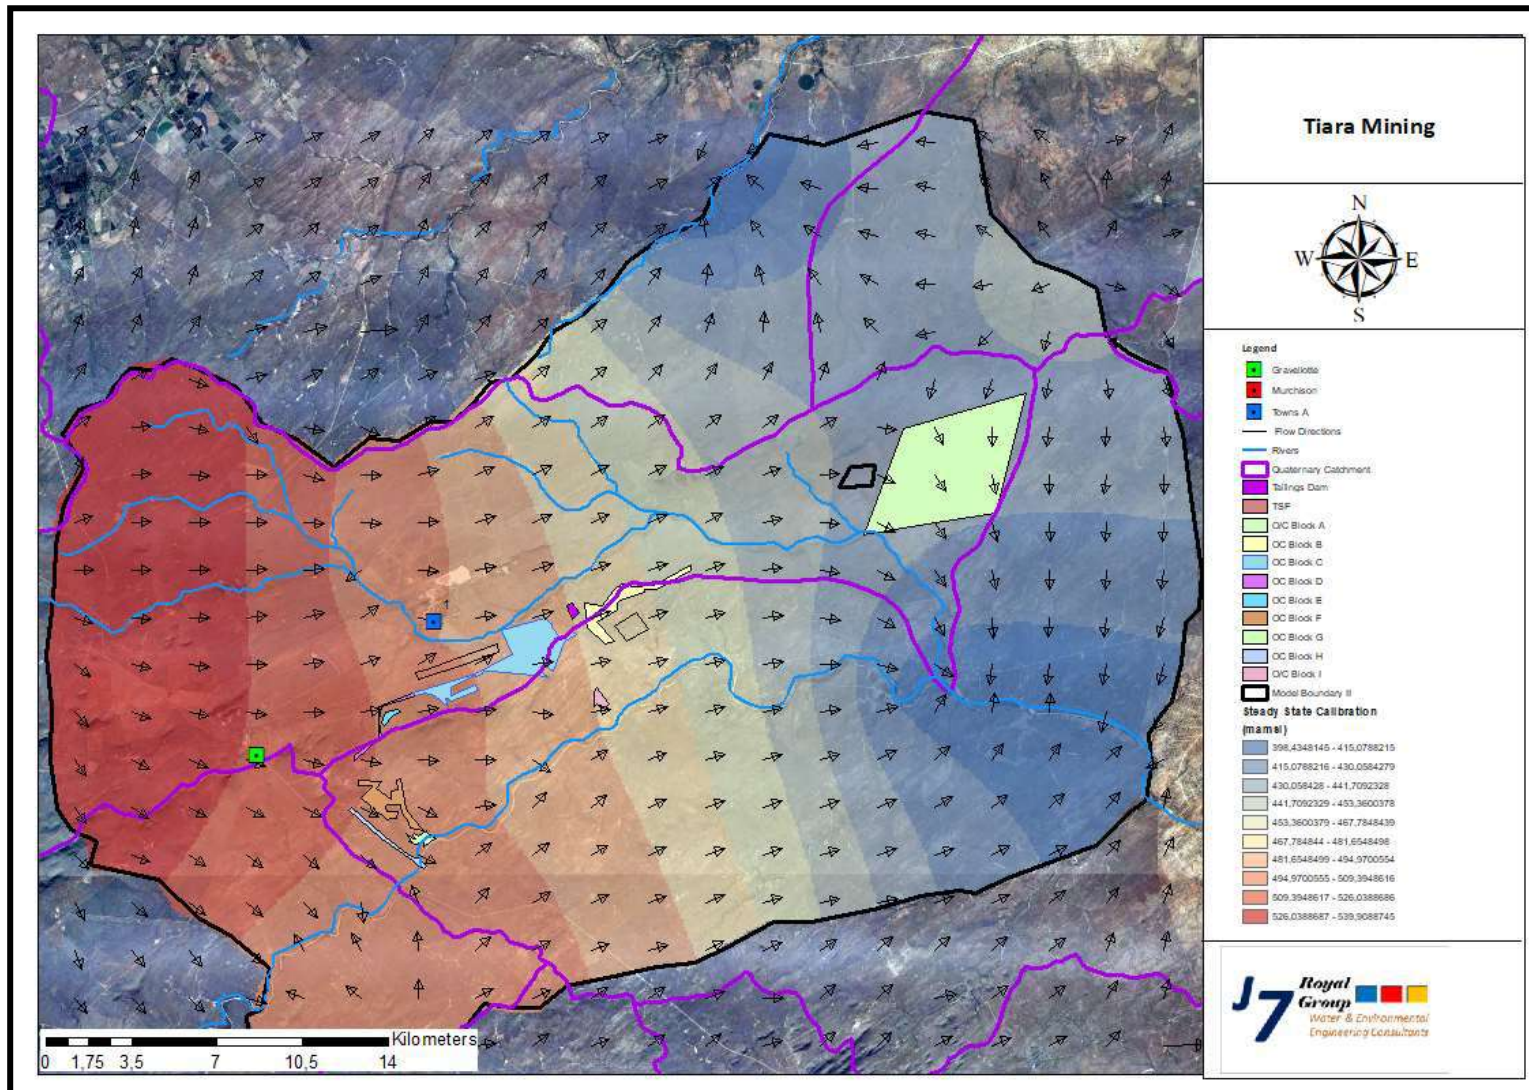 Tiara Mining
N
W
E
S
Legend
Gravellotte
Murchison
Towns A
Flow Directions
Rivers
Quaternary Catchment
Tailings Dam
TSF
O/C Block A
OC Block B
OC Block C
OC Block D
OC Block E
OC Block F
OC Block G
OC Block H
O/C Block I
Model Boundary III
Steady State Calibration
(mamsl)
398,4348145 - 415,0788215
415,0788216 - 430,0584279
430,058428 - 441,7092328
441,7092329 - 453,3600378
453,3600379 - 467,7848439
467,784844 - 481,6548498
481,6548499 - 494,9700554
494,9700555 - 509,3948616
509,3948617 - 526,0388686
526,0388687 - 539,9088745
1
Kilometers
0 1,75 3,5 7 10,5 14
J7 Royal
Group
Water & Environmental
Engineering Consultants